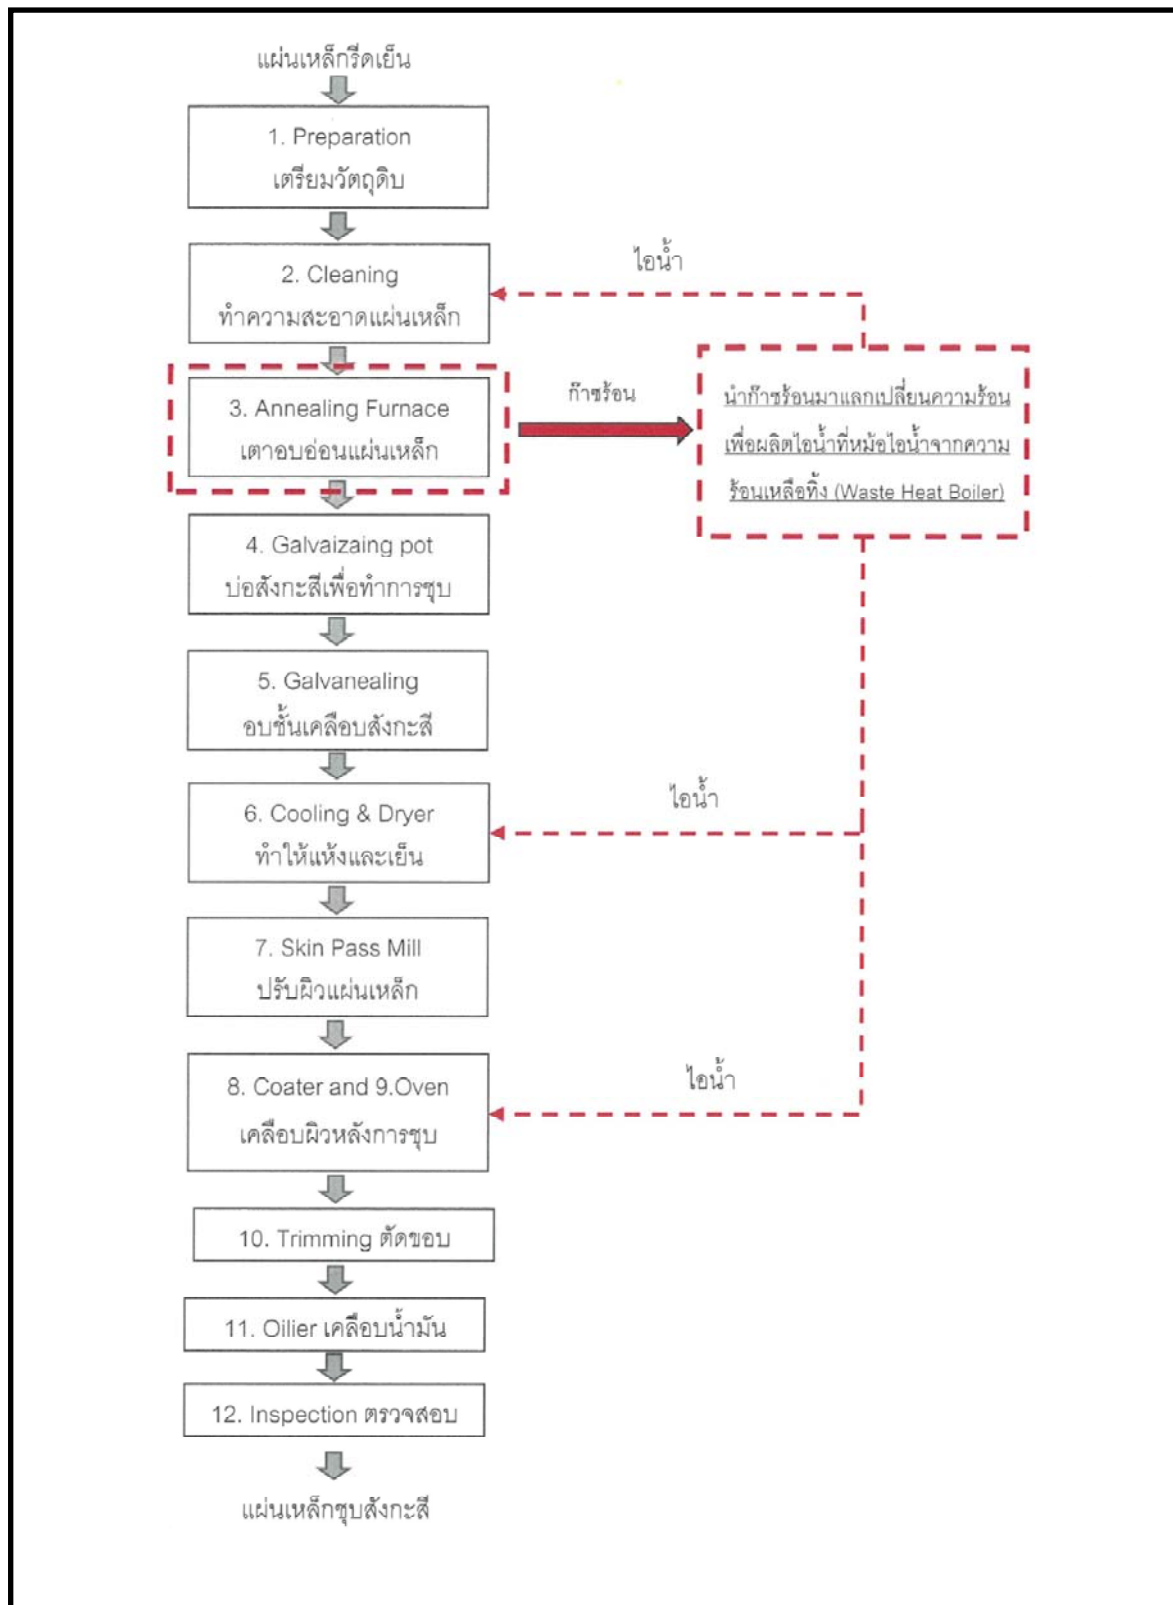 แผ่นเหล็กรีดเย็น
1. Preparation
เตรียมวัตถุดิบ
2. Cleaning
ทำความสะอาดแผ่นเหล็ก
ไอน้ำ
3. Annealing Furnace
เตาอบอ่อนแผ่นเหล็ก
ก๊าซร้อน
นำก๊าซร้อนมาแลกเปลี่ยนความร้อน
เพื่อผลิตไอน้ำที่หม้อไอน้ำจากความ
ร้อนเหลือทิ้ง (Waste Heat Boiler)
4. Galvaizaing pot
บ่อสังกะสีเพื่อทำการชุบ
5. Galvanealing
อบชั้นเคลือบสังกะสี
6. Cooling & Dryer
ทำให้แห้งและเย็น
ไอน้ำ
7. Skin Pass Mill
ปรับผิวแผ่นเหล็ก
8. Coater and 9.Oven
เคลือบผิวหลังการชุบ
ไอน้ำ
10. Trimming ตัดขอบ
11. Oilier เคลือบน้ำมัน
12. Inspection ตรวจสอบ
แผ่นเหล็กชุบสังกะสี